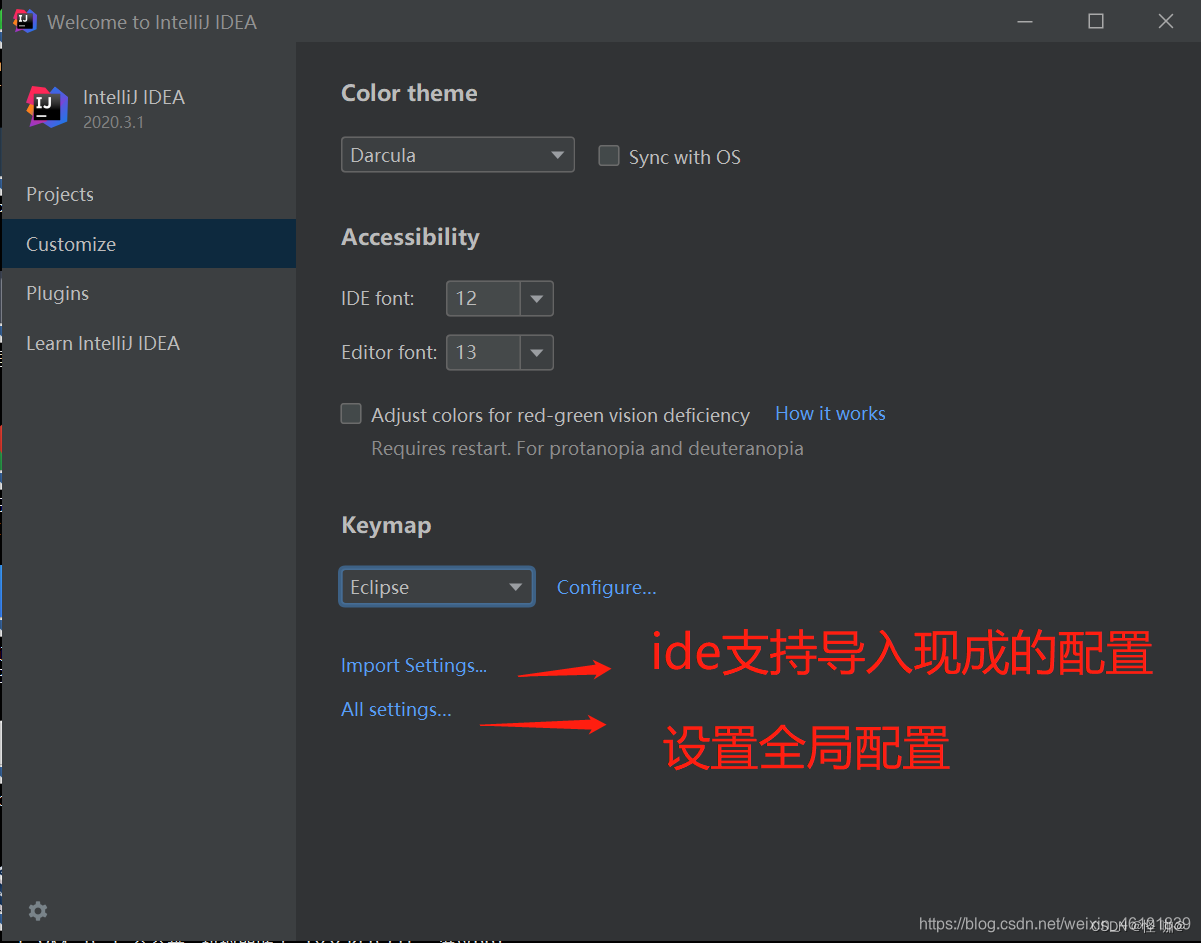 Welcome to IntelliJ IDEA
IntelliJ IDEA
2020.3.1
Projects
Customize
Plugins
Learn IntelliJ IDEA
Color theme
Darcula
Sync with OS
Accessibility
IDE font:
12
Editor font:
13
Adjust colors for red-green vision deficiency
How it works
Requires restart. For protanopia and deuteranopia
Keymap
Eclipse
Configure...
Import Settings...
ide支持导入现成的配置
All settings...
设置全局配置
https://blog.csdn.net/weixin_46121839
CSDN